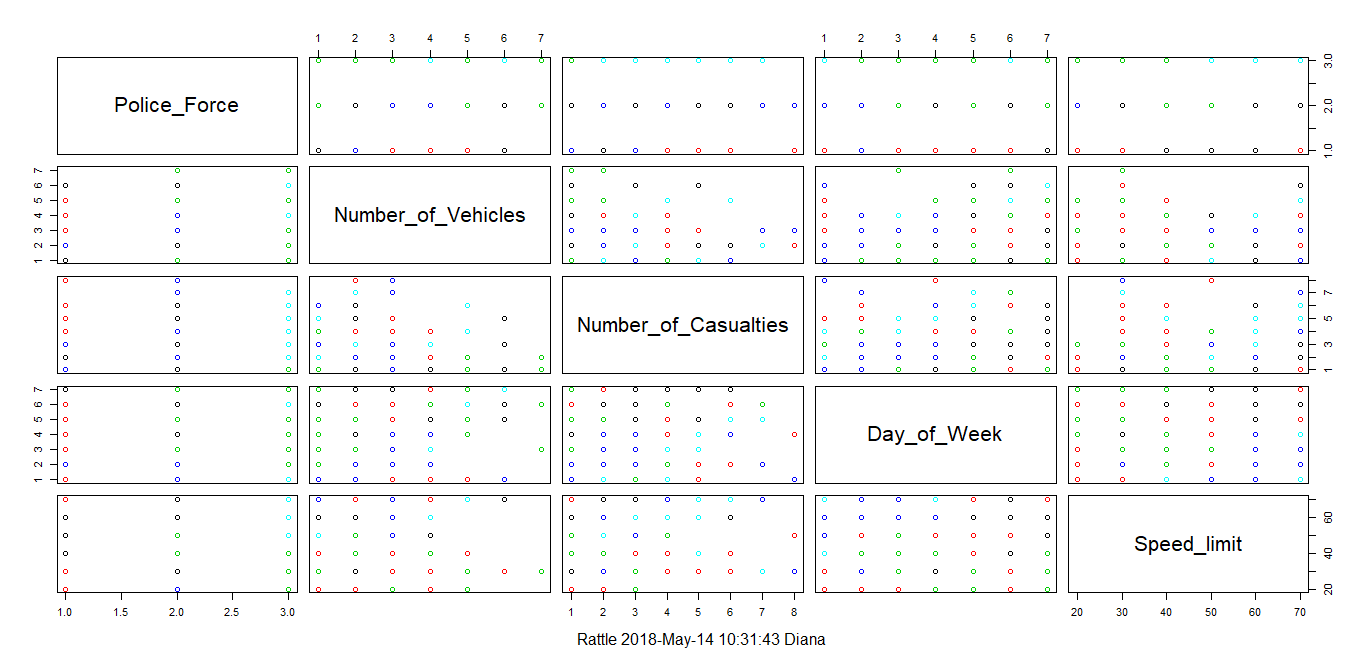 1 2 3 4 5 6 7 1 2 3 4 5 6 7
Police_Force 1.0 2.0 3.0
1 2 3 4 5 6 7 Number_of_Vehicles
Number_of_Casualties 1 3 5 7
1 2 3 4 5 6 7 Day_of_Week
Speed_limit 20 40 60
1.0 1.5 2.0 2.5 3.0 1 2 3 4 5 6 7 8 20 30 40 50 60 70
Rattle 2018-May-14 10:31:43 Diana